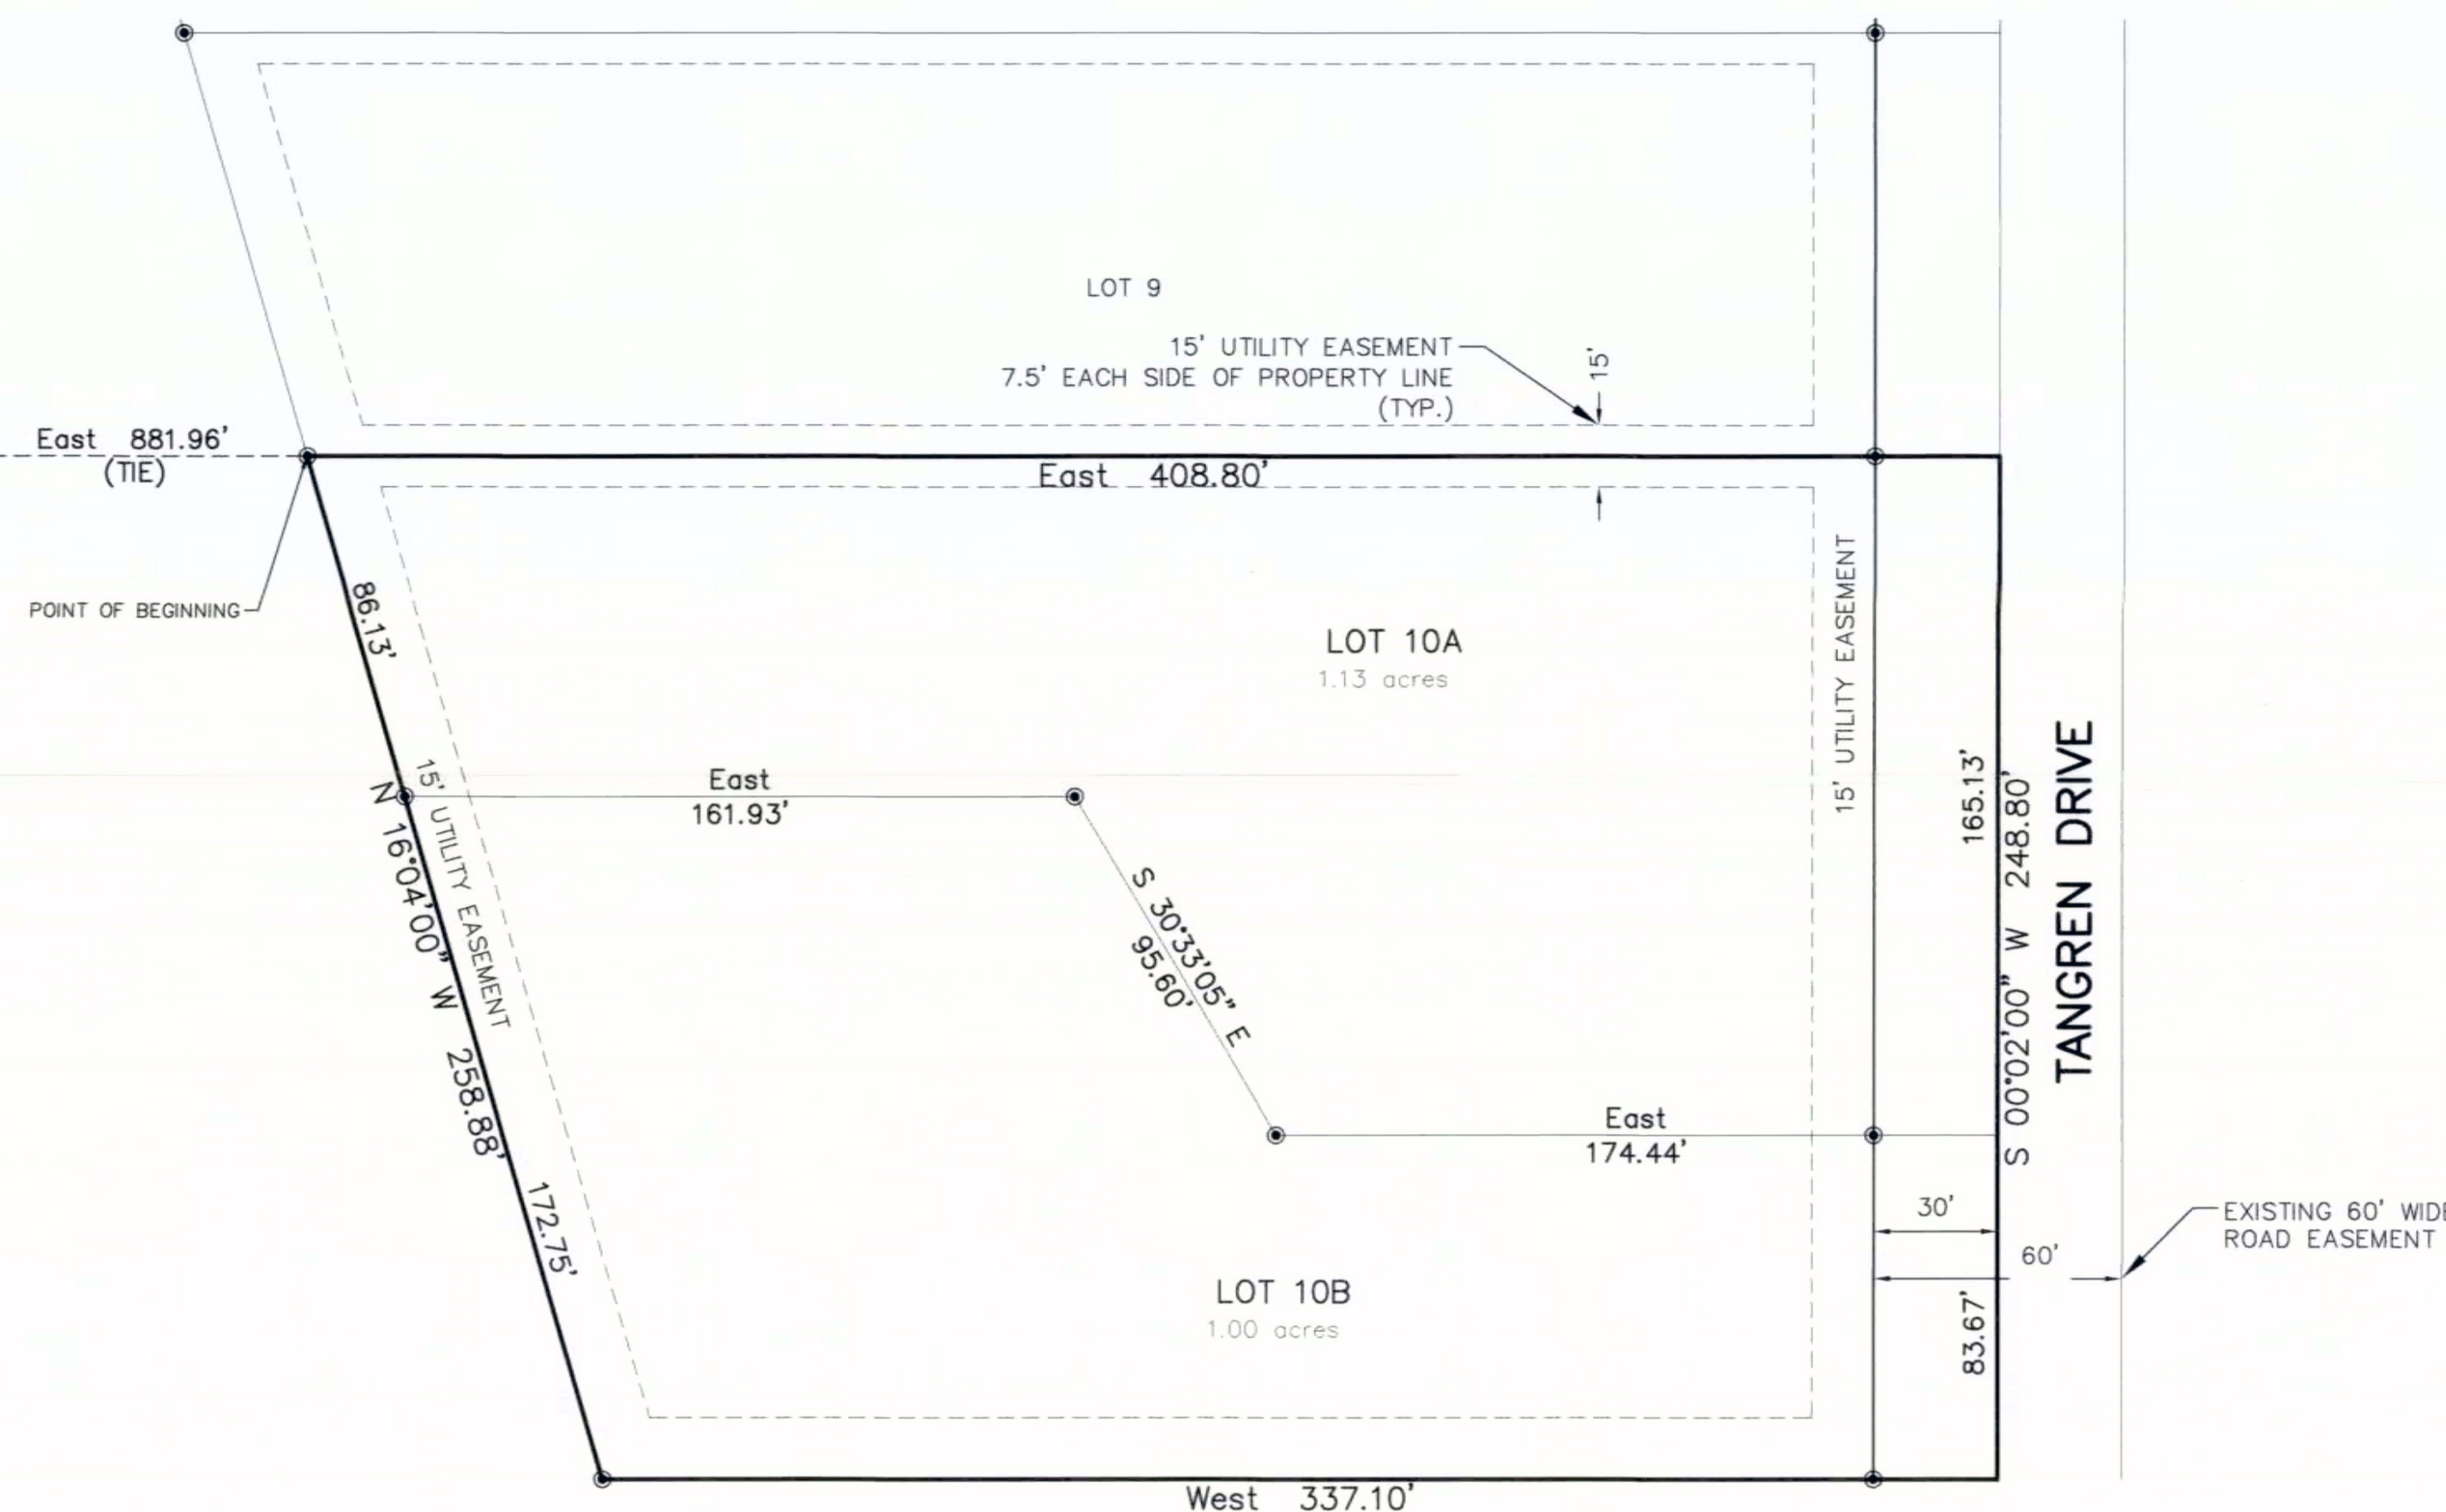 LOT 9
15' UTILITY EASEMENT
7.5' EACH SIDE OF PROPERTY LINE
(TYP.)
15'
East 881.96'
(TIE)
East 408.80'
POINT OF BEGINNING
86.13'
LOT 10A
1.13 acres
15' UTILITY EASEMENT
165.13'
S 00°02'00" W 248.80'
TANGREN DRIVE
N 16°04'00" W 258.88'
15' UTILITY EASEMENT
East
161.93'
S 30°33'05" E
95.60'
East
174.44'
172.75'
30'
60'
EXISTING 60' WIDE
ROAD EASEMENT
LOT 10B
1.00 acres
83.67'
West 337.10'